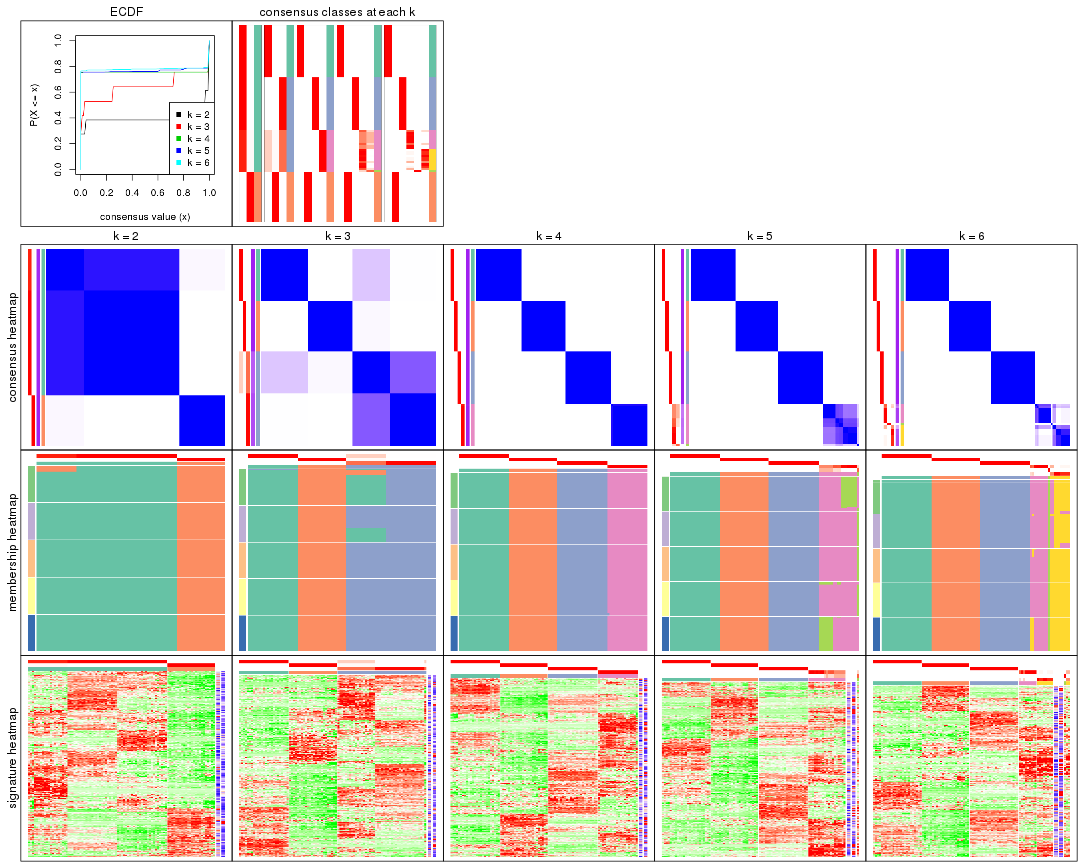 ECDF
consensus classes at each k
P(X <= x)
0.0
0.2
0.4
0.6
0.8
1.0
k = 2
k = 3
k = 4
k = 5
k = 6
0.0 0.2 0.4 0.6 0.8 1.0
consensus value (x)
k = 2
k = 3
k = 4
k = 5
k = 6
consensus heatmap
membership heatmap
signature heatmap